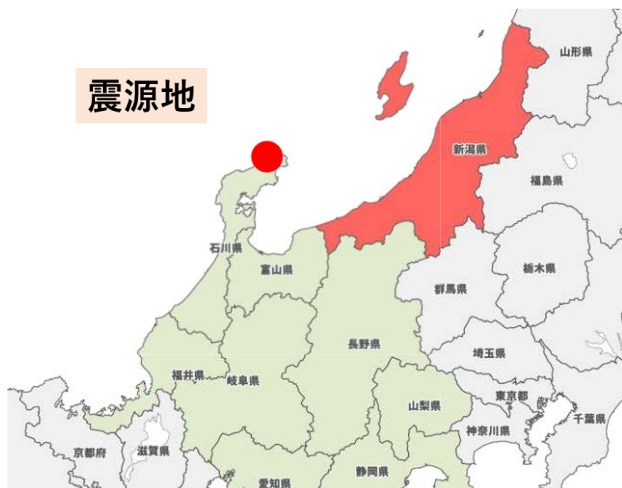 山形県
震源地
新潟県
福島県
石川県
富山県
栃木県
群馬県
長野県
埼玉県
福井県
岐阜県
山梨県
東京都
千葉県
神奈川県
京都府
滋賀県
愛知県
静岡県